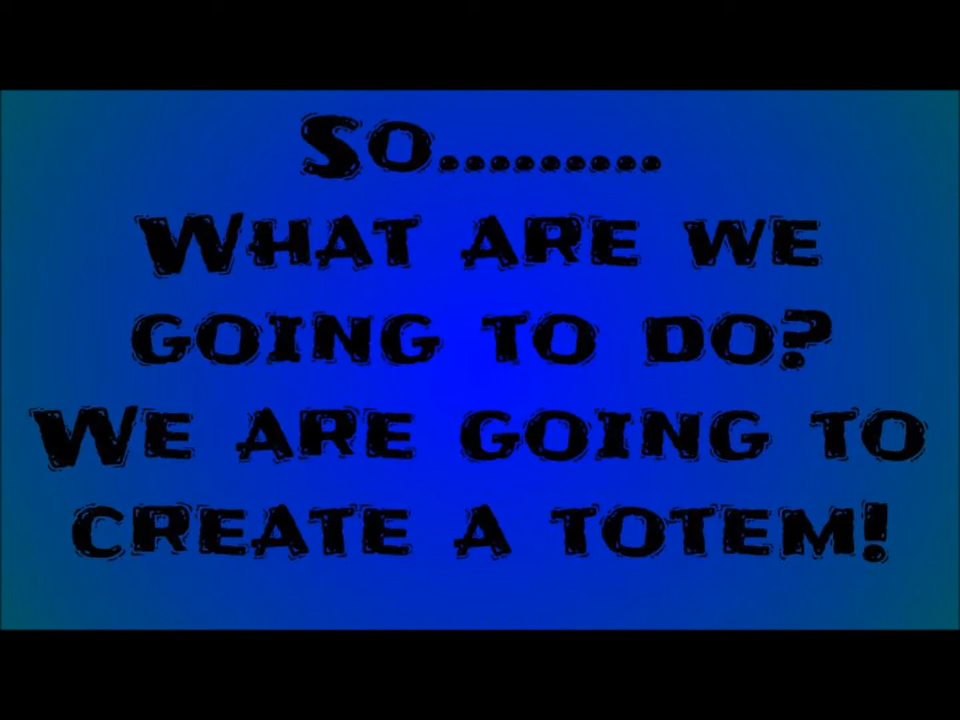 So.........
What are we
going to do?
We are going to
create a totem!